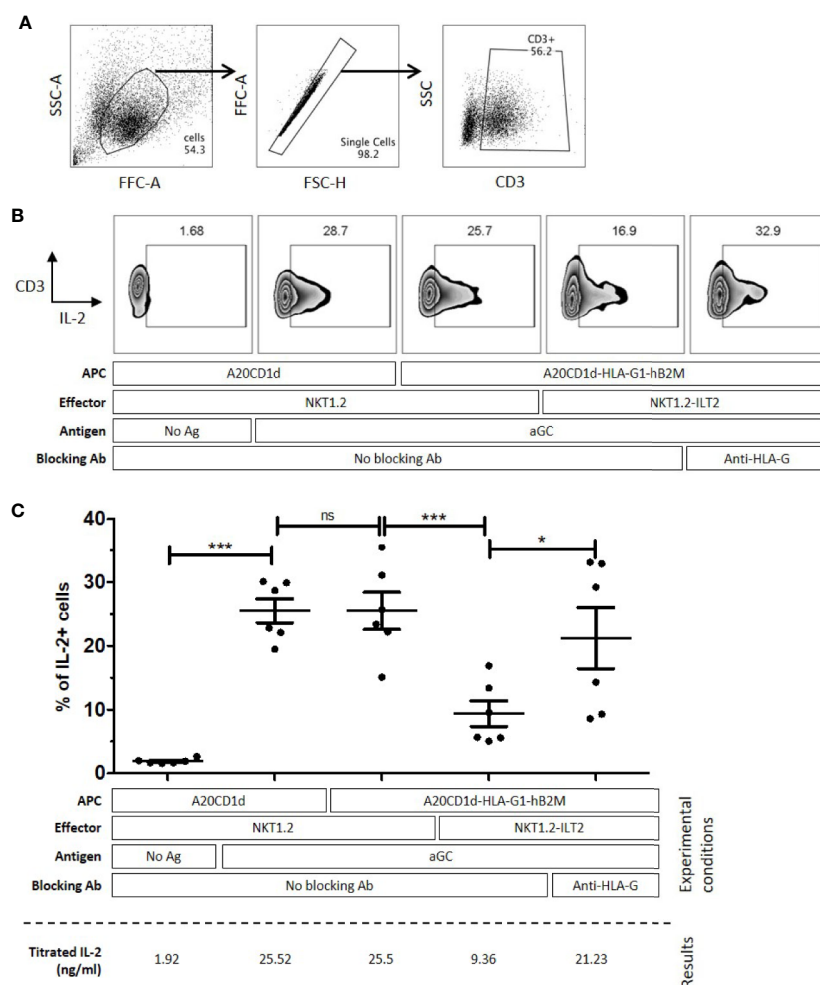 A
SSC-A
cells
54.3
FFC-A
FFC-A
Single Cells
98.2
FSC-H
SSC
CD3+
56.2
CD3
B
CD3
IL-2
1.68 28.7 25.7 16.9 32.9
APC A20CD1d A20CD1d-HLA-G1-hB2M
Effector NKT1.2 NKT1.2-ILT2
Antigen No Ag aGC
Blocking Ab No blocking Ab Anti-HLA-G
C
% of IL-2+ cells
40
30
20
10
0
*** ns *** *
APC A20CD1d A20CD1d-HLA-G1-hB2M
Effector NKT1.2 NKT1.2-ILT2
Antigen No Ag aGC
Blocking Ab No blocking Ab Anti-HLA-G
Experimental
conditions
Titrated IL-2
(ng/ml)
1.92 25.52 25.5 9.36 21.23
Results